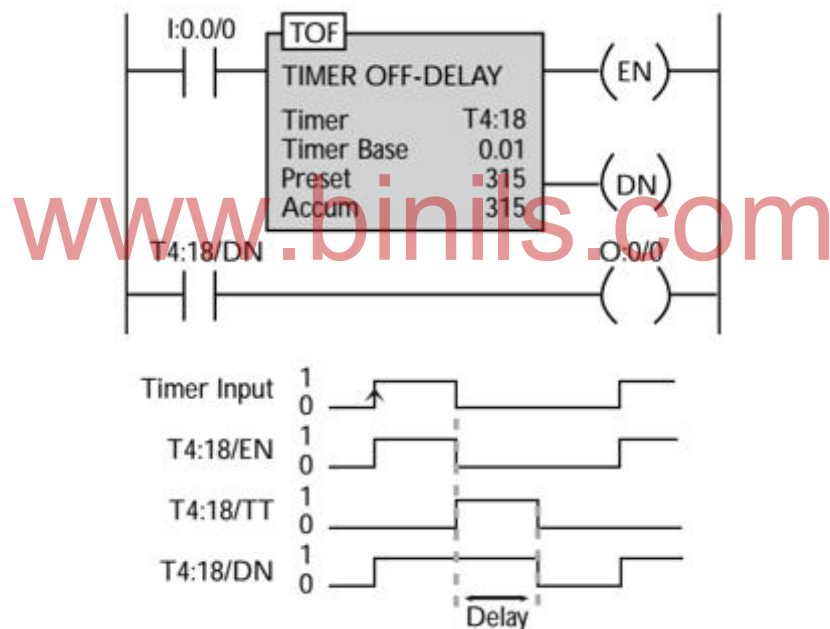 I:0.0/0
TOF
TIMER OFF-DELAY
Timer T4:18
Timer Base 0.01
Preset 315
Accum 315
EN
DN
www.binils.com
T4:18/DN
O:0/0
Timer Input 1
0
T4:18/EN 1
0
T4:18/TT 1
0
T4:18/DN 1
0
Delay